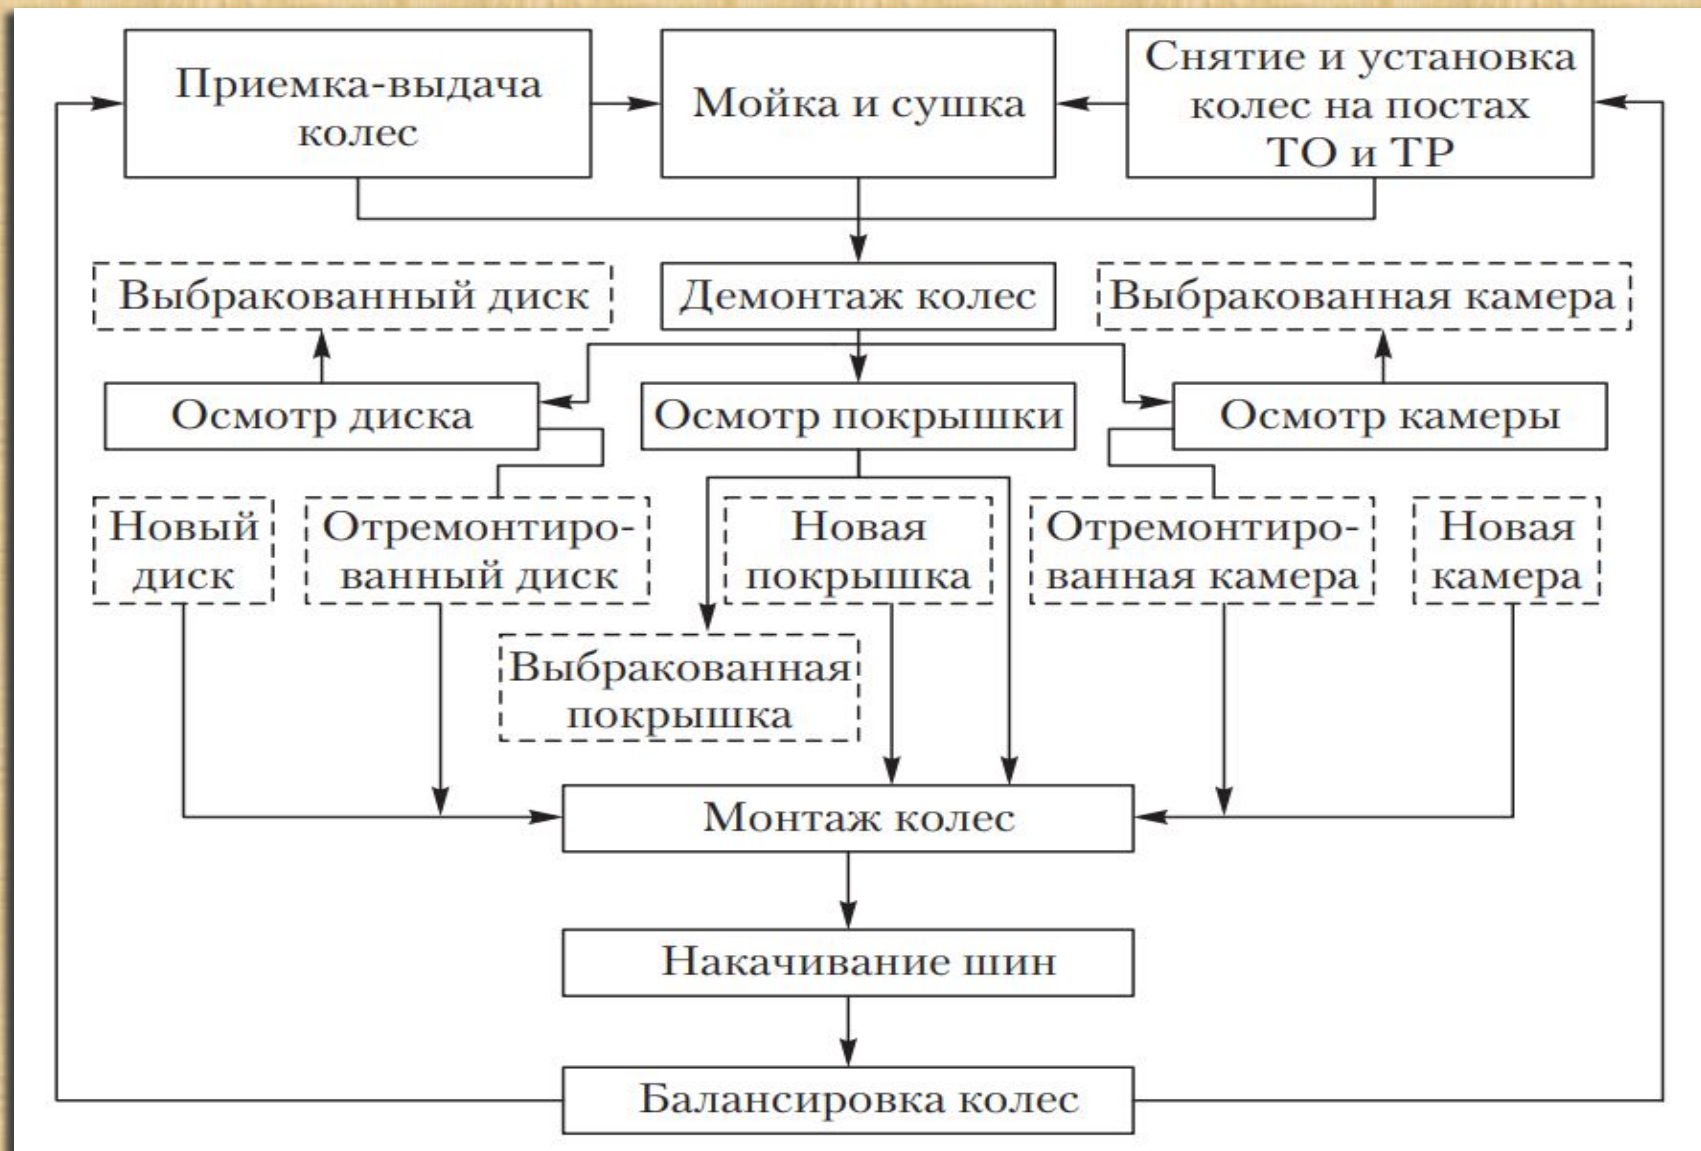 Приемка-выдача
колес
Мойка и сушка
Снятие и установка
колес на постах
ТО и ТР
Выбракованный диск
Демонтаж колес
Выбракованная камера
Осмотр диска
Осмотр покрышки
Осмотр камеры
Новый
диск
Отремонтиро-
ванный диск
Новая
покрышка
Отремонтиро-
ванная камера
Новая
камера
Выбракованная
покрышка
Монтаж колес
Накачивание шин
Балансировка колес